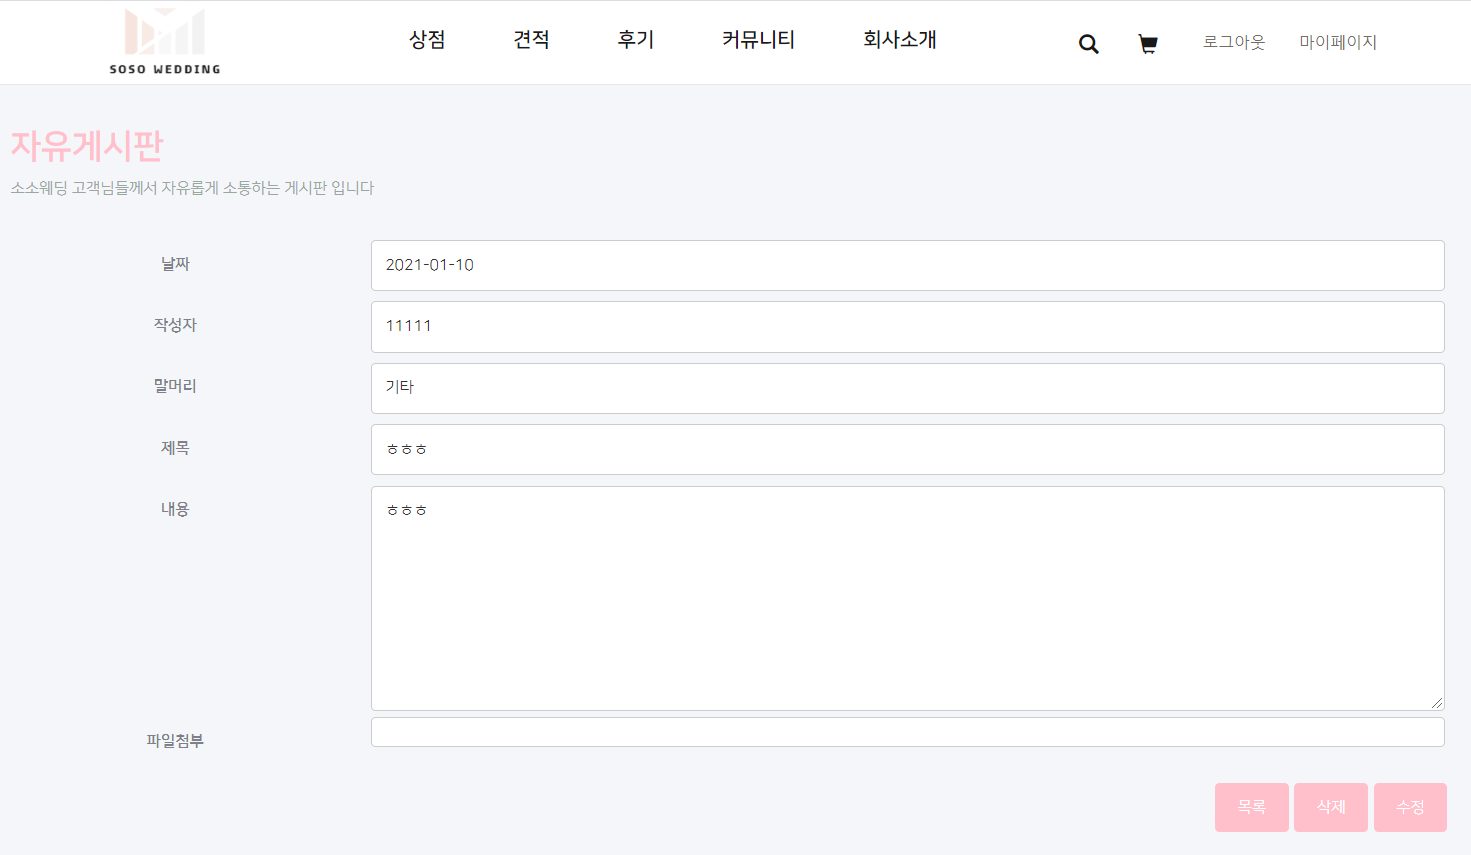 SOSO WEDDING
상점 견적 후기 커뮤니티 회사소개 로그아웃 마이페이지
자유게시판
소소웨딩 고객님들께서 자유롭게 소통하는 게시판 입니다
날짜 2021-01-10
작성자 11111
말머리 기타
제목 ㅎㅎㅎ
내용 ㅎㅎㅎ
파일첨부
목록 삭제 수정